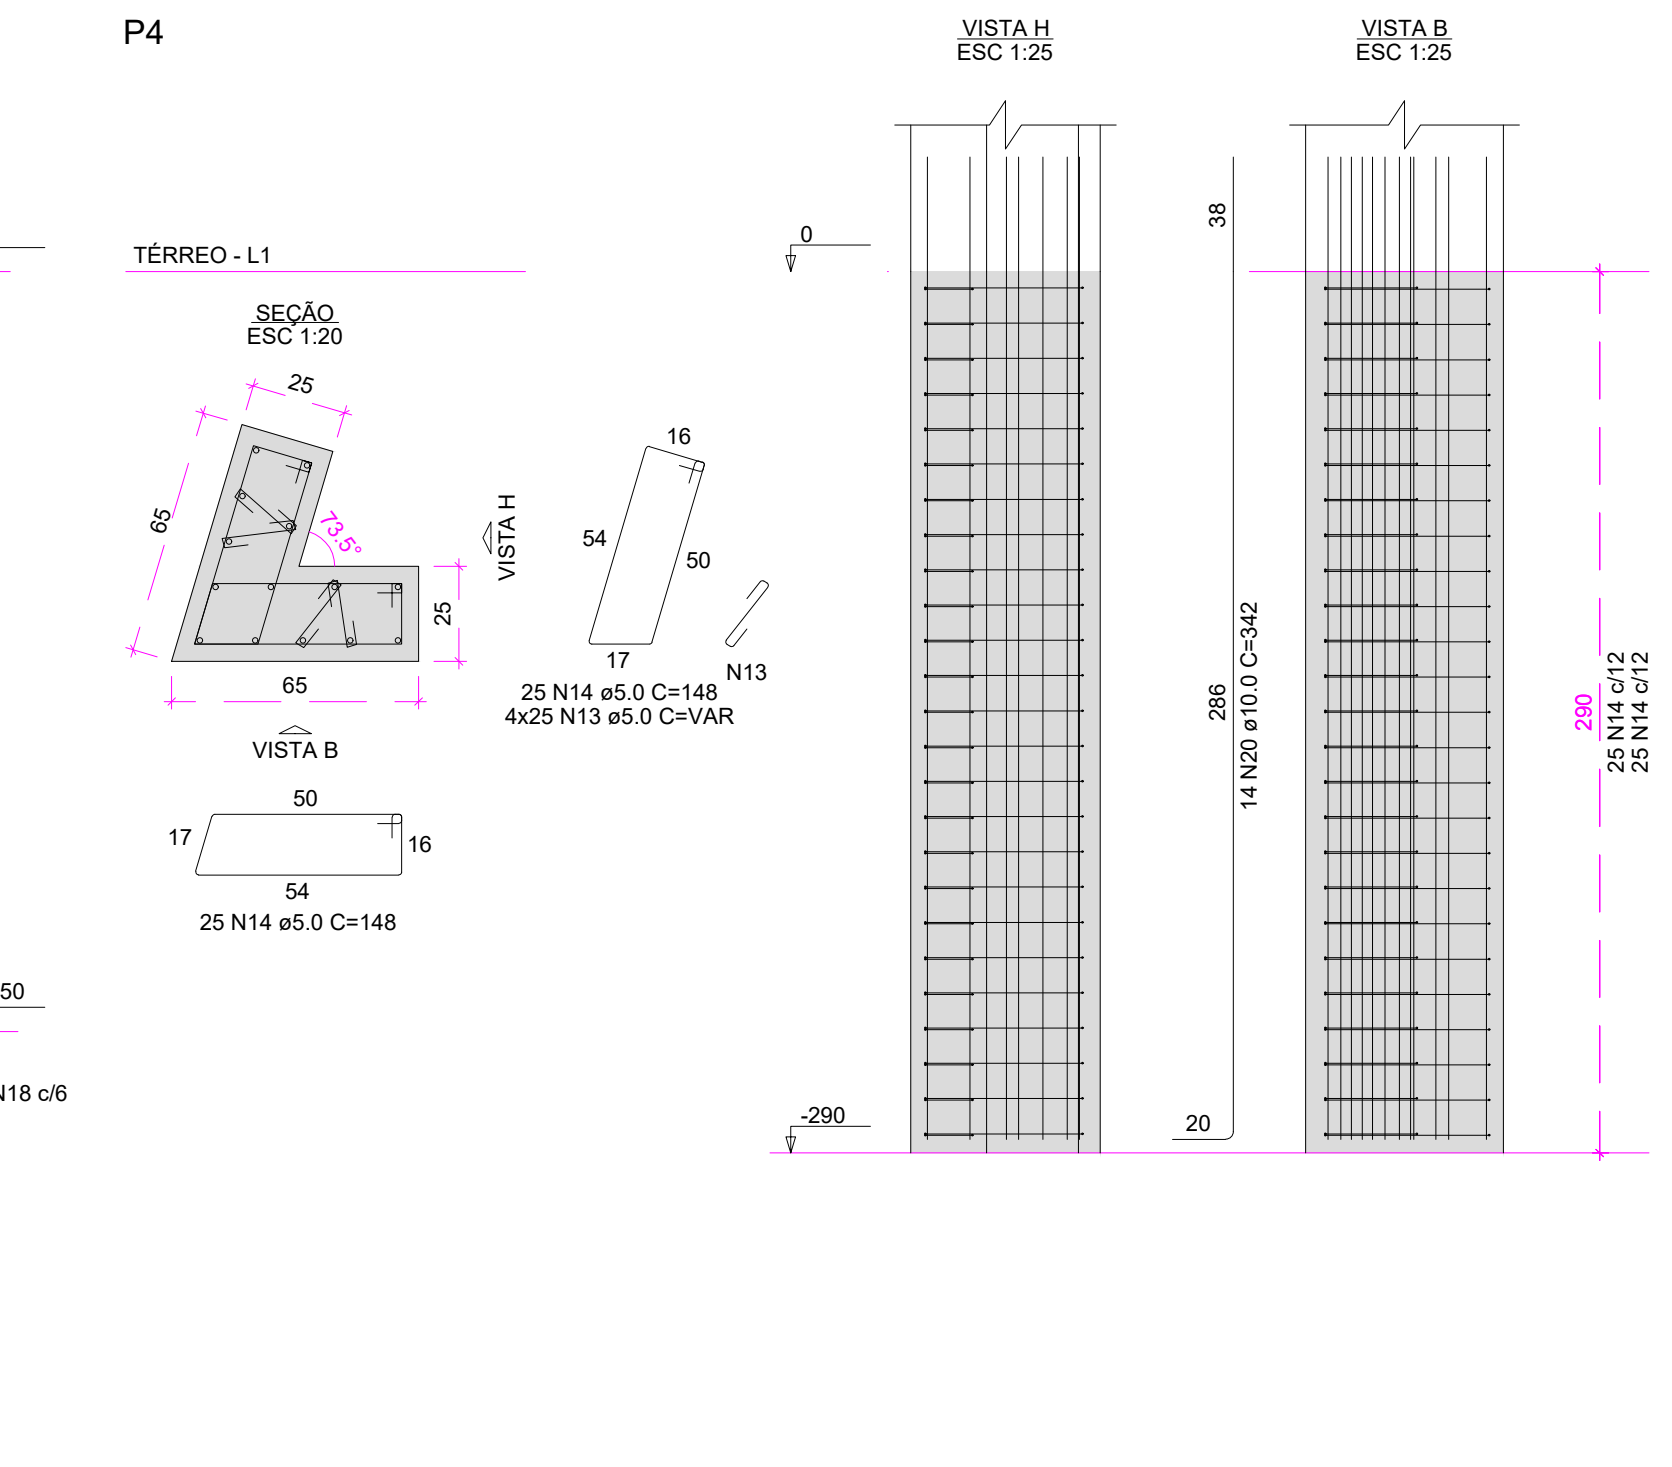 P4
VISTA H
ESC 1:25
VISTA B
ESC 1:25
38
0
TÉRREO - L1
SEÇÃO
ESC 1:20
25
65
73.5°
VISTA H
25
65
VISTA B
16
54
50
17
N13
25 N14 ø5.0 C=148
4x25 N13 ø5.0 C=VAR
50
17
16
54
25 N14 ø5.0 C=148
286
14 N20 ø10.0 C=342
290
25 N14 c/12
25 N14 c/12
50
N18 c/6
-290
20